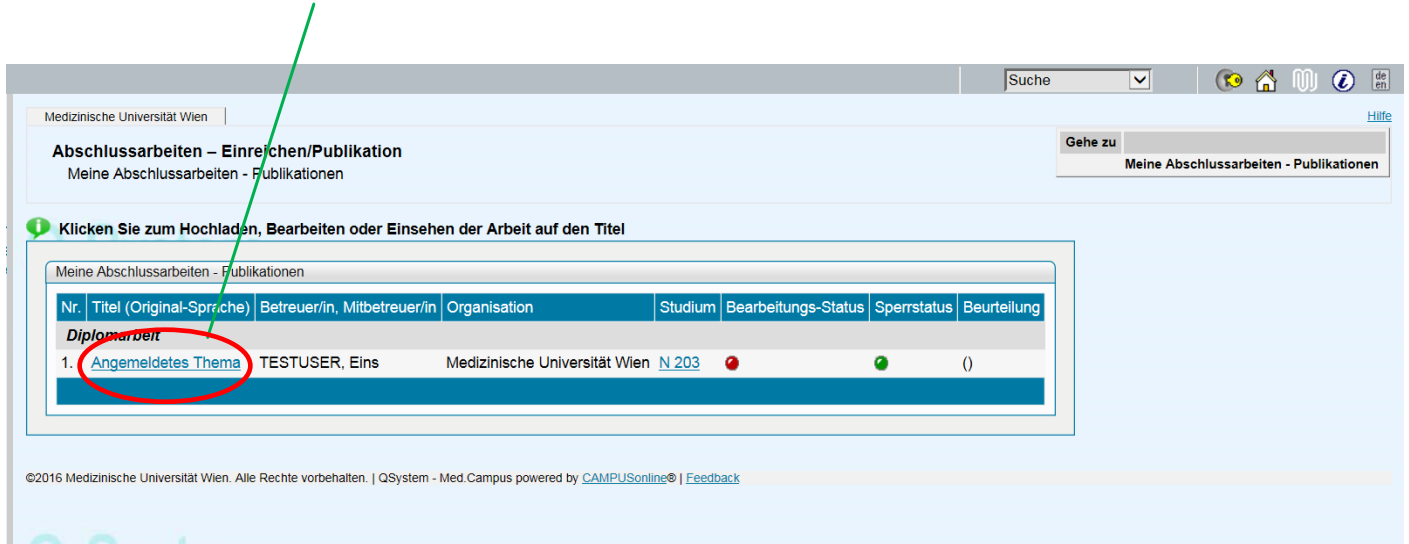 Suche
de
en
Medizinische Universität Wien
Hilfe
Abschlussarbeiten – Einreichen/Publikation
Meine Abschlussarbeiten - Publikationen
Gehe zu
Meine Abschlussarbeiten - Publikationen
Klicken Sie zum Hochladen, Bearbeiten oder Einsehen der Arbeit auf den Titel
Meine Abschlussarbeiten - Publikationen
Nr. Titel (Original-Sprache) Betreuer/in, Mitbetreuer/in Organisation Studium Bearbeitungs-Status Sperrstatus Beurteilung
Diplomarbeit
1. Angemeldetes Thema TESTUSER, Eins Medizinische Universität Wien N 203 ()
©2016 Medizinische Universität Wien. Alle Rechte vorbehalten. | QSystem - Med.Campus powered by CAMPUSonline® | Feedback